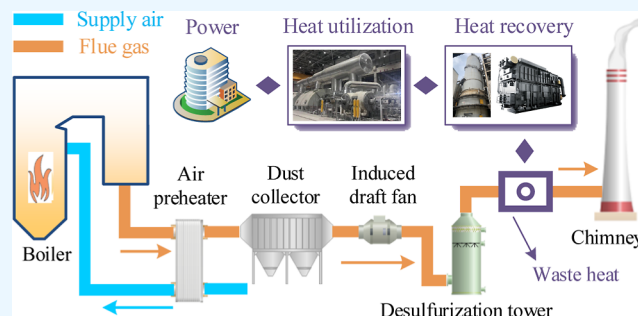 Supply air
Flue gas
Power
Heat utilization
Heat recovery
Boiler
Air
preheater
Dust
collector
Induced
draft fan
Chimney
Waste heat
Desulfurization tower